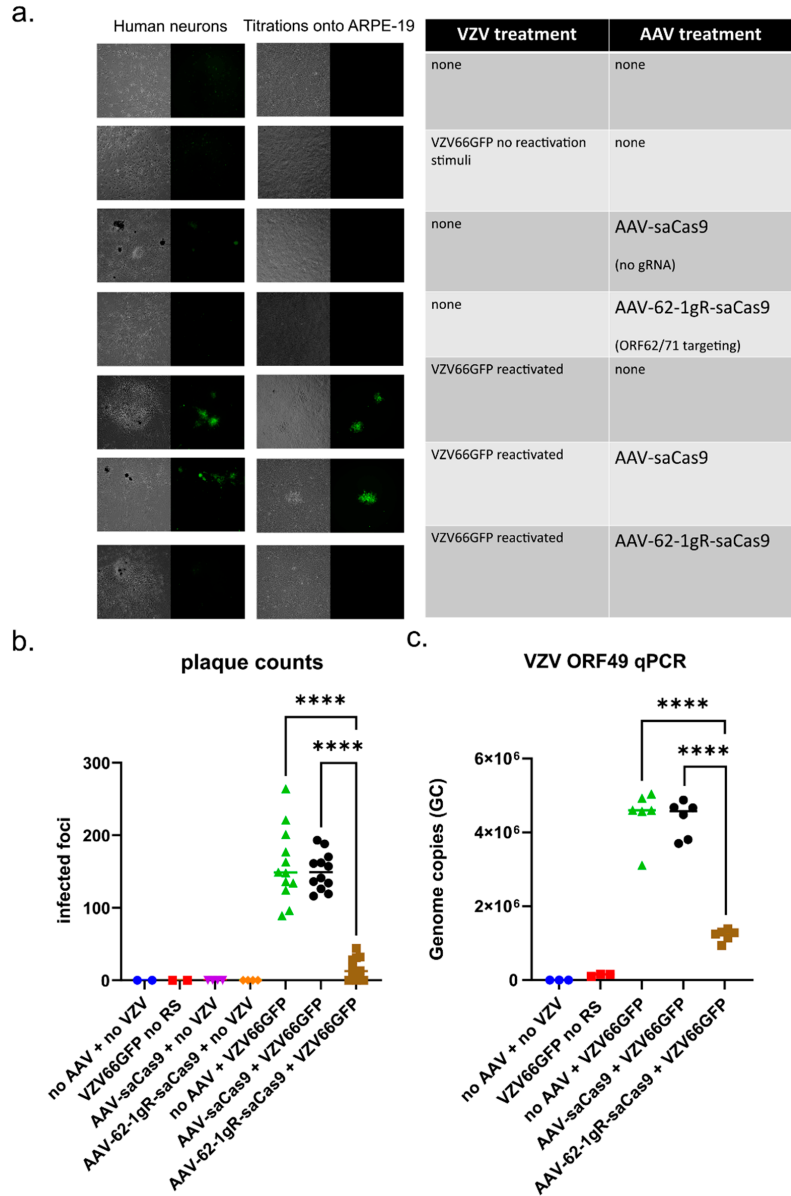 a.
Human neurons
Titrations onto ARPE-19
VZV treatment
AAV treatment
none
none
VZV66GFP no reactivation
stimuli
none
none
AAV-saCas9
(no gRNA)
none
AAV-62-1gR-saCas9
(ORF62/71 targeting)
VZV66GFP reactivated
none
VZV66GFP reactivated
AAV-saCas9
VZV66GFP reactivated
AAV-62-1gR-saCas9
b.
plaque counts
****
****
300
200
100
0
infected foci
no AAV + no VZV
VZV66GFP no RS
AAV-saCas9 + no VZV
AAV-62-1gR-saCas9 + no VZV
no AAV + VZV66GFP
AAV-saCas9 + VZV66GFP
AAV-62-1gR-saCas9 + VZV66GFP
c.
VZV ORF49 qPCR
****
****
6×10⁶
4×10⁶
2×10⁶
0
Genome copies (GC)
no AAV + no VZV
VZV66GFP no RS
no AAV + VZV66GFP
AAV-saCas9 + VZV66GFP
AAV-62-1gR-saCas9 + VZV66GFP